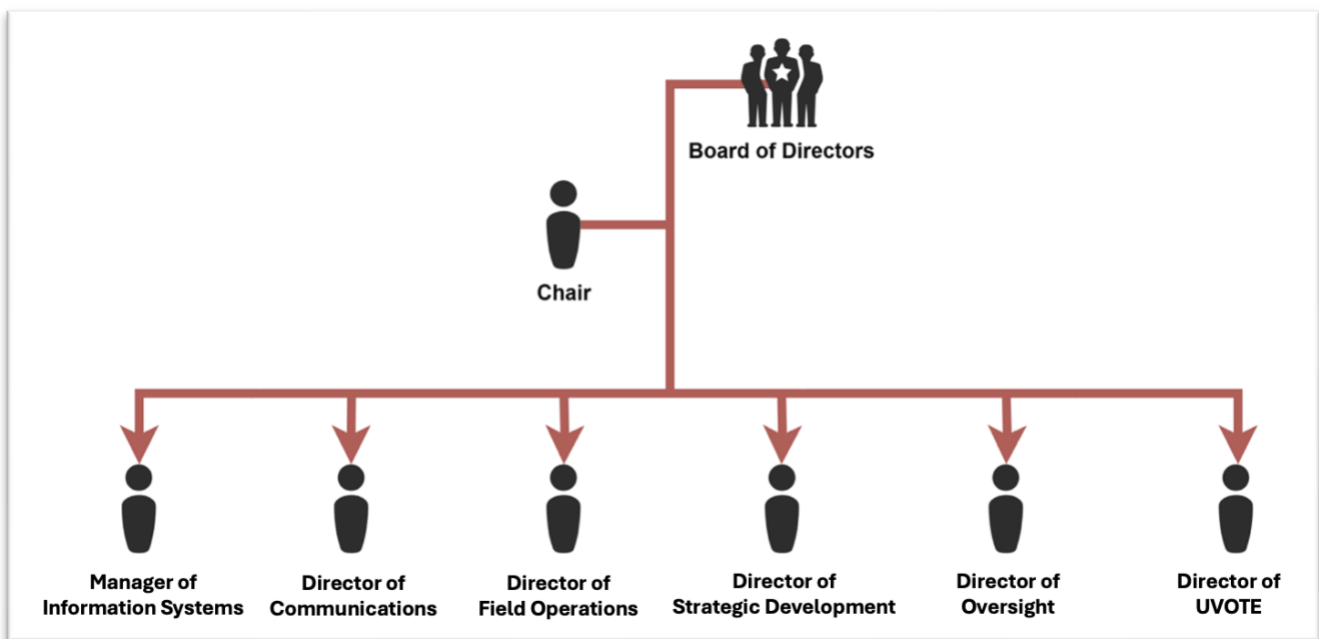 Board of Directors
Chair
Manager of
Information Systems
Director of
Communications
Director of
Field Operations
Director of
Strategic Development
Director of
Oversight
Director of
UVOTE